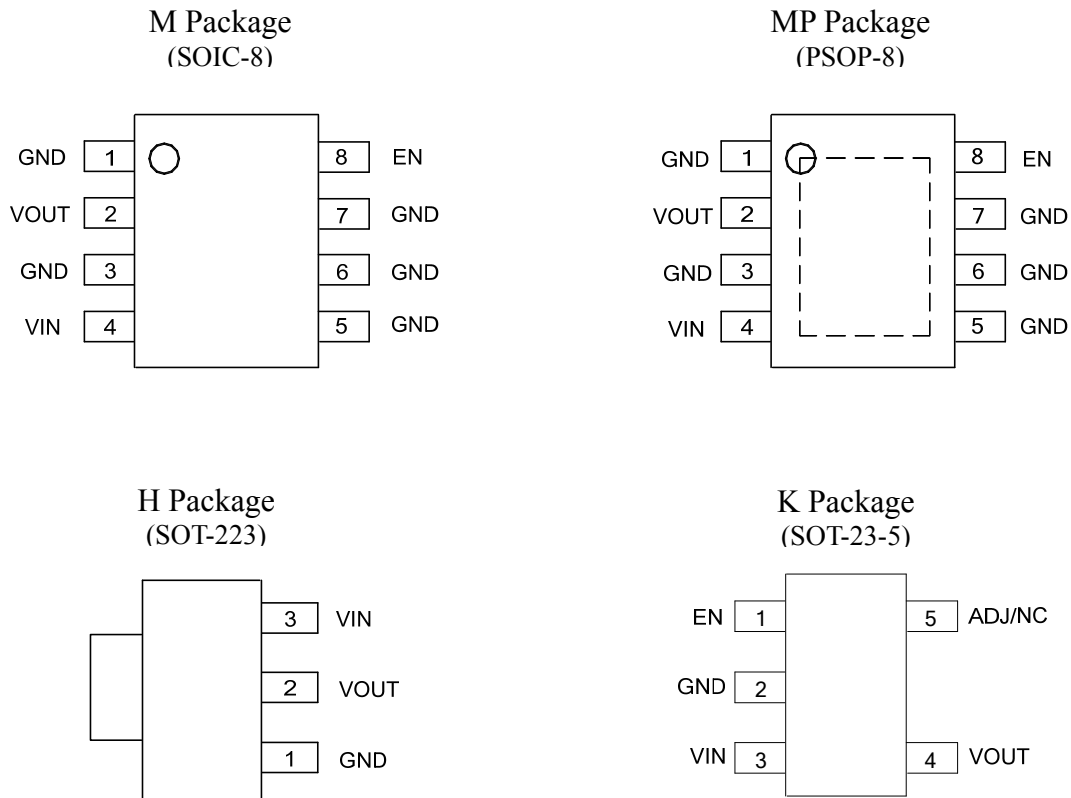 M Package
(SOIC-8)
GND 1 8 EN
VOUT 2 7 GND
GND 3 6 GND
VIN 4 5 GND
MP Package
(PSOP-8)
GND 1 8 EN
VOUT 2 7 GND
GND 3 6 GND
VIN 4 5 GND
H Package
(SOT-223)
3 VIN
2 VOUT
1 GND
K Package
(SOT-23-5)
EN 1 5 ADJ/NC
GND 2
VIN 3 4 VOUT